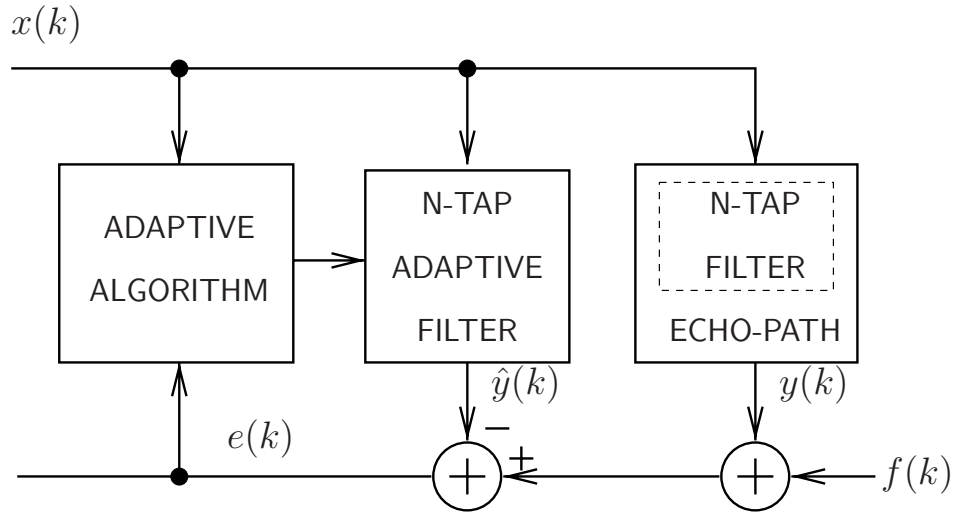 x(k)
ADAPTIVE
ALGORITHM
N-TAP
ADAPTIVE
FILTER
N-TAP
FILTER
ECHO-PATH
ŷ(k)
y(k)
e(k)
−
+
+
+
f(k)